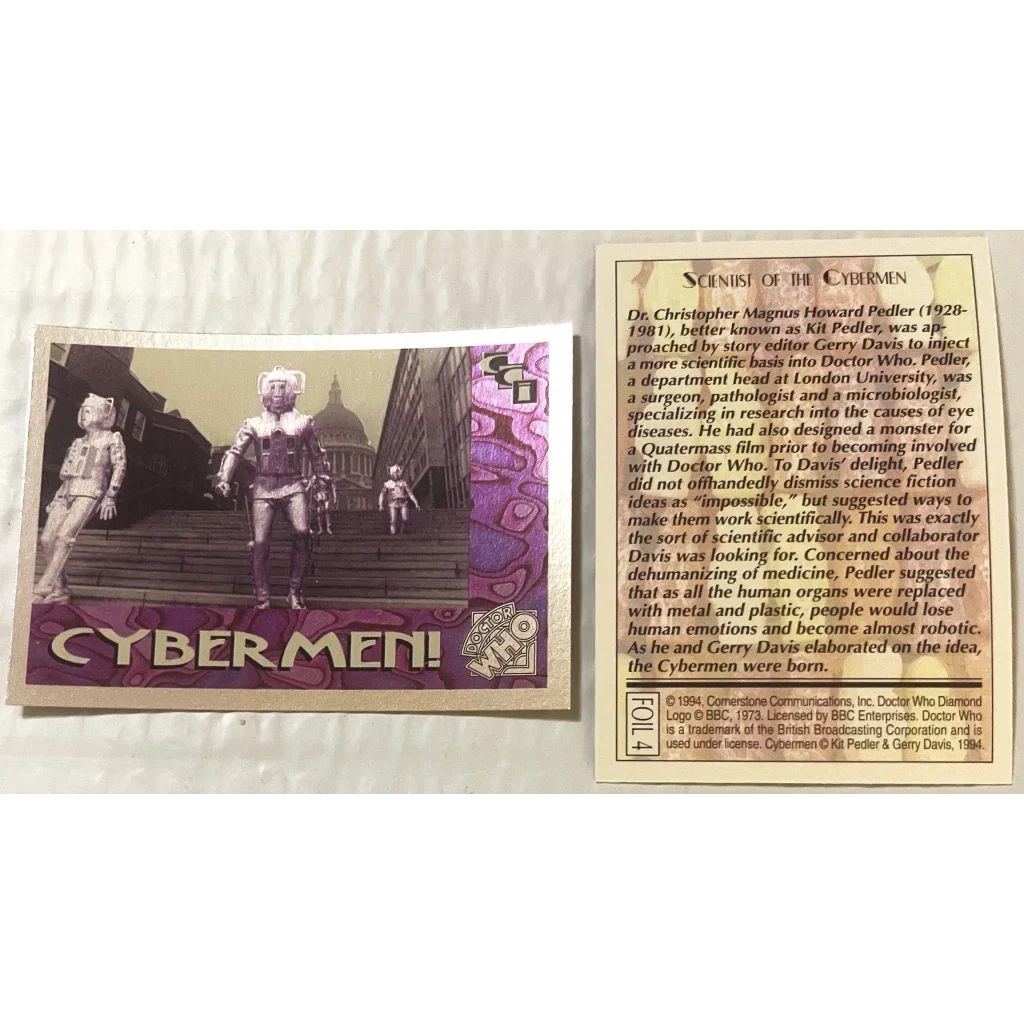 CCI
CYBERMEN!
DOCTOR
WHO
SCIENTIST OF THE CYBERMEN
Dr. Christopher Magnus Howard Pedler (1928-
1981), better known as Kit Pedler, was ap-
proached by story editor Gerry Davis to inject
a more scientific basis into Doctor Who. Pedler,
a department head at London University, was
a surgeon, pathologist and a microbiologist,
specializing in research into the causes of eye
diseases. He had also designed a monster for
a Quatermass film prior to becoming involved
with Doctor Who. To Davis' delight, Pedler
did not offhandedly dismiss science fiction
ideas as “impossible,” but suggested ways to
make them work scientifically. This was exactly
the sort of scientific advisor and collaborator
Davis was looking for. Concerned about the
dehumanizing of medicine, Pedler suggested
that as all the human organs were replaced
with metal and plastic, people would lose
human emotions and become almost robotic.
As he and Gerry Davis elaborated on the idea,
the Cybermen were born.
FOIL 4
© 1994, Cornerstone Communications, Inc. Doctor Who Diamond
Logo © BBC, 1973. Licensed by BBC Enterprises. Doctor Who
is a trademark of the British Broadcasting Corporation and is
used under license. Cybermen © Kit Pedler & Gerry Davis, 1994.